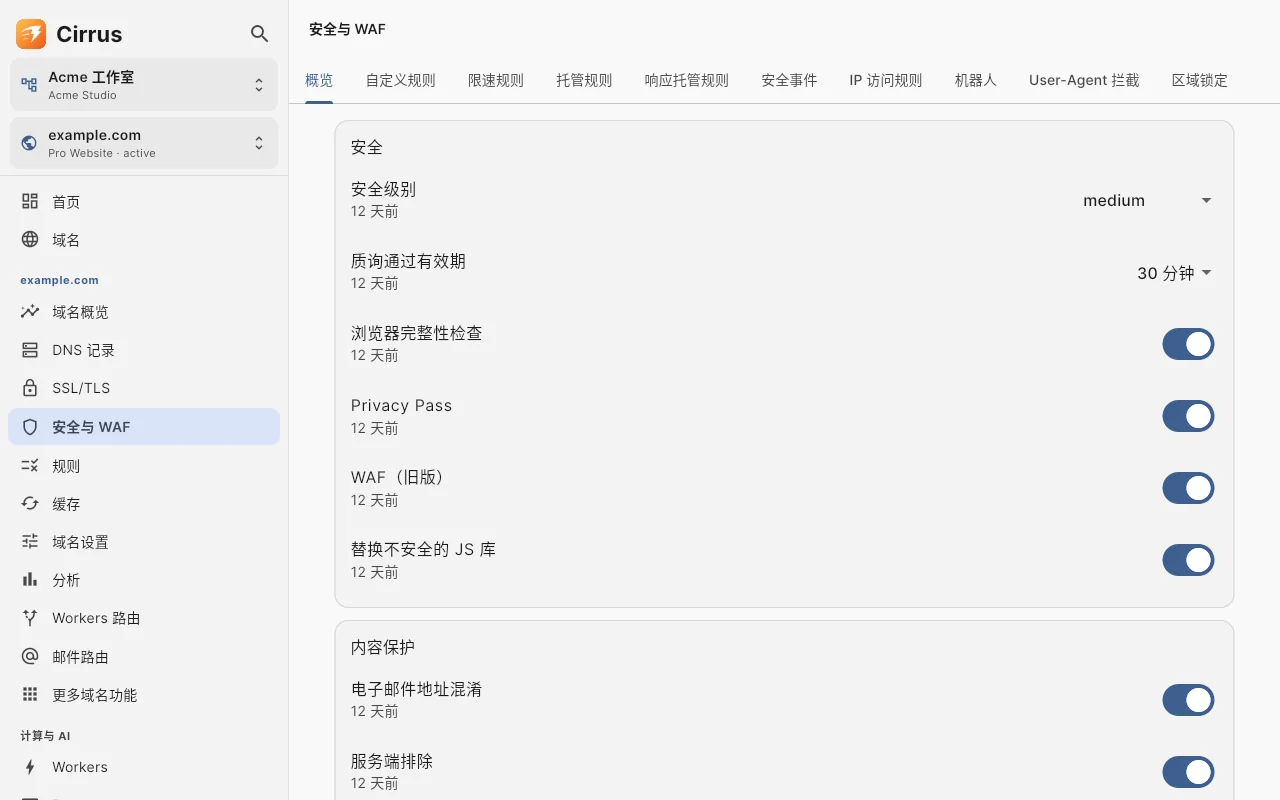 Cirrus
Acme 工作室
Acme Studio
example.com
Pro Website · active
首页
域名
example.com
域名概览
DNS 记录
SSL/TLS
安全与 WAF
规则
缓存
域名设置
分析
Workers 路由
邮件路由
更多域名功能
计算与 AI
Workers
安全与 WAF
概览 自定义规则 限速规则 托管规则 响应托管规则 安全事件 IP 访问规则 机器人 User-Agent 拦截 区域锁定
安全
安全级别
12 天前
medium
质询通过有效期
12 天前
30 分钟
浏览器完整性检查
12 天前
Privacy Pass
12 天前
WAF（旧版）
12 天前
替换不安全的 JS 库
12 天前
内容保护
电子邮件地址混淆
12 天前
服务端排除
12 天前